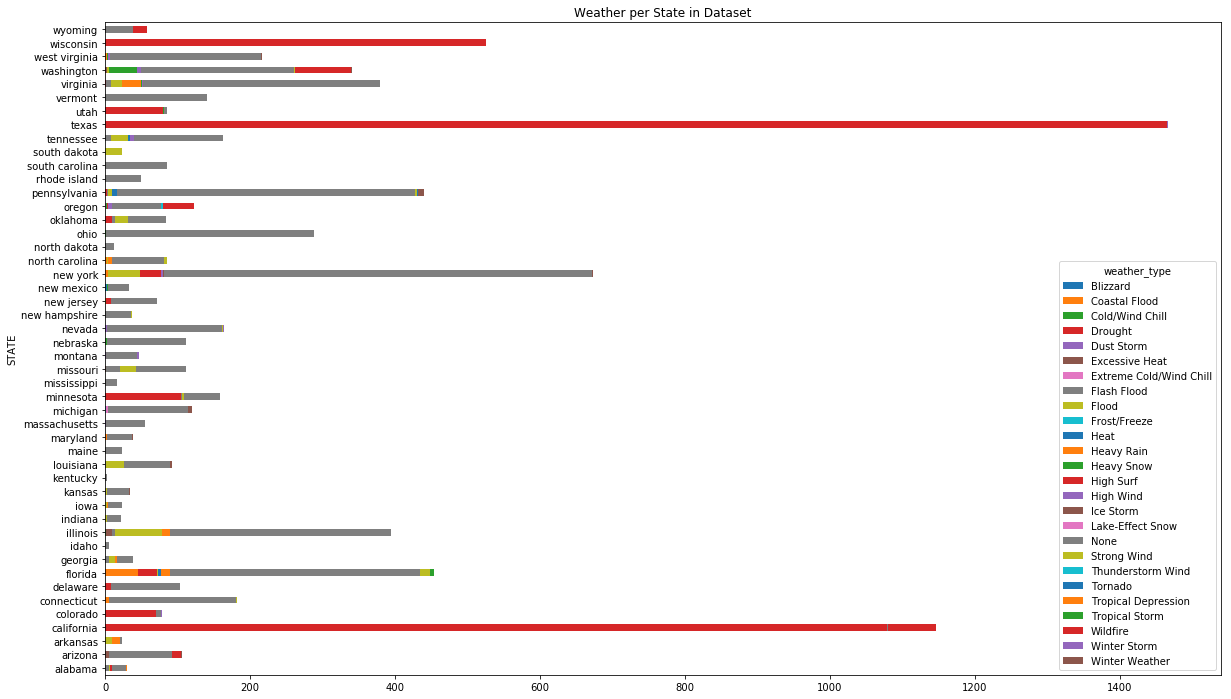 Weather per State in Dataset
STATE
wyoming
wisconsin
west virginia
washington
virginia
vermont
utah
texas
tennessee
south dakota
south carolina
rhode island
pennsylvania
oregon
oklahoma
ohio
north dakota
north carolina
new york
new mexico
new jersey
new hampshire
nevada
nebraska
montana
missouri
mississippi
minnesota
michigan
massachusetts
maryland
maine
louisiana
kentucky
kansas
iowa
indiana
illinois
idaho
georgia
florida
delaware
connecticut
colorado
california
arkansas
arizona
alabama
0 200 400 600 800 1000 1200 1400
weather_type
Blizzard
Coastal Flood
Cold/Wind Chill
Drought
Dust Storm
Excessive Heat
Extreme Cold/Wind Chill
Flash Flood
Flood
Frost/Freeze
Heat
Heavy Rain
Heavy Snow
High Surf
High Wind
Ice Storm
Lake-Effect Snow
None
Strong Wind
Thunderstorm Wind
Tornado
Tropical Depression
Tropical Storm
Wildfire
Winter Storm
Winter Weather